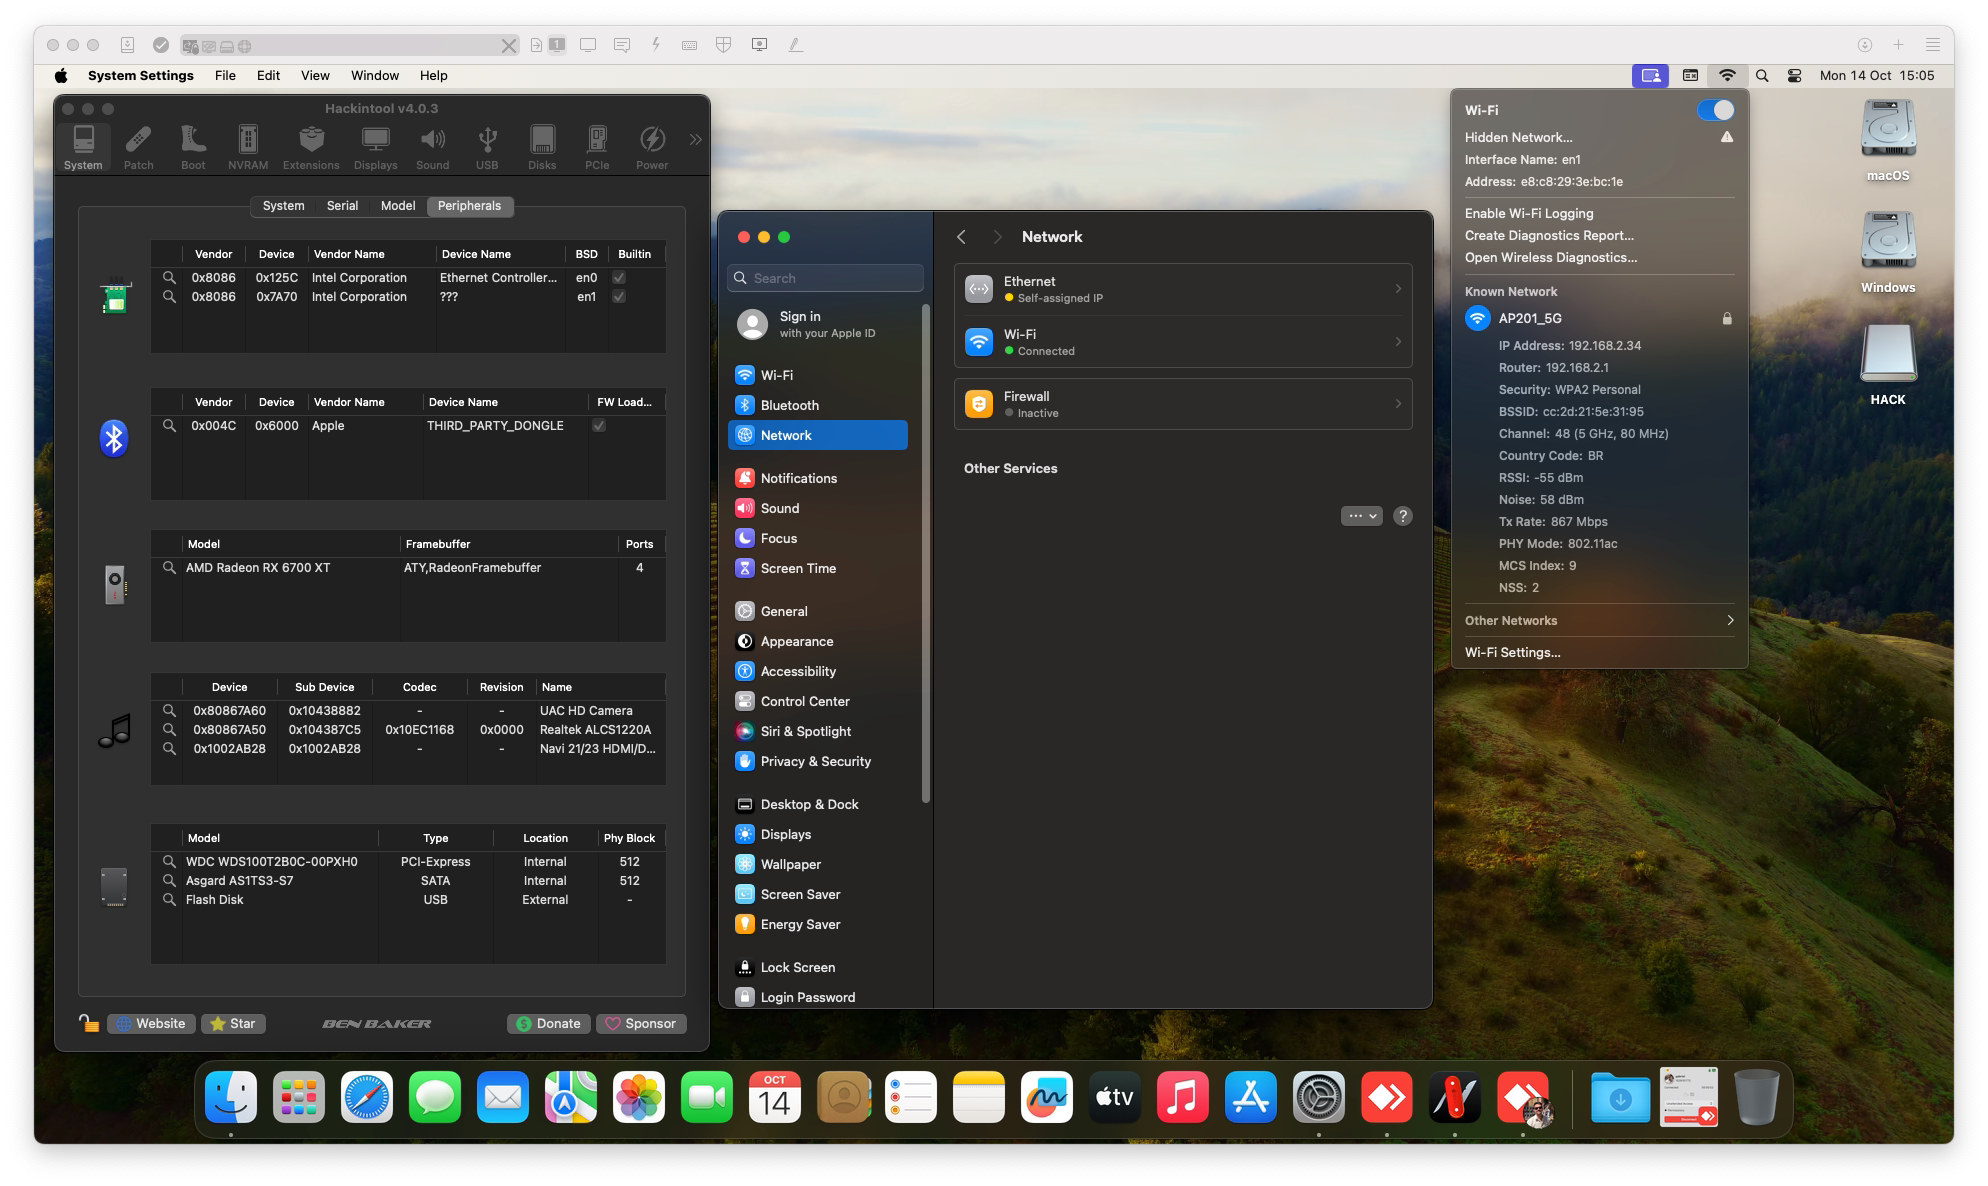 1
System Settings File Edit View Window Help Mon 14 Oct 15:05
Hackintool v4.0.3
System Patch Boot NVRAM Extensions Displays Sound USB Disks PCIe Power
System Serial Model Peripherals
Vendor Device Vendor Name Device Name BSD Builtin
0x8086 0x125C Intel Corporation Ethernet Controller... en0
0x8086 0x7A70 Intel Corporation ??? en1
Vendor Device Vendor Name Device Name FW Load...
0x004C 0x6000 Apple THIRD_PARTY_DONGLE
Model Framebuffer Ports
AMD Radeon RX 6700 XT ATY,RadeonFramebuffer 4
Device Sub Device Codec Revision Name
0x80867A60 0x10438882 - - UAC HD Camera
0x80867A50 0x104387C5 0x10EC1168 0x0000 Realtek ALCS1220A
0x1002AB28 0x1002AB28 - - Navi 21/23 HDMI/D...
Model Type Location Phy Block
WDC WDS100T2B0C-00PXH0 PCI-Express Internal 512
Asgard AS1TS3-S7 SATA Internal 512
Flash Disk USB External -
Website Star BEN BAKER Donate Sponsor
Search
Sign in
with your Apple ID
Wi-Fi
Bluetooth
Network
Notifications
Sound
Focus
Screen Time
General
Appearance
Accessibility
Control Center
Siri & Spotlight
Privacy & Security
Desktop & Dock
Displays
Wallpaper
Screen Saver
Energy Saver
Lock Screen
Login Password
Network
Ethernet
Self-assigned IP
Wi-Fi
Connected
Firewall
Inactive
Other Services
?
Wi-Fi
Hidden Network...
Interface Name: en1
Address: e8:c8:29:3e:bc:1e
Enable Wi-Fi Logging
Create Diagnostics Report...
Open Wireless Diagnostics...
Known Network
AP201_5G
IP Address: 192.168.2.34
Router: 192.168.2.1
Security: WPA2 Personal
BSSID: cc:2d:21:5e:31:95
Channel: 48 (5 GHz, 80 MHz)
Country Code: BR
RSSI: -55 dBm
Noise: 58 dBm
Tx Rate: 867 Mbps
PHY Mode: 802.11ac
MCS Index: 9
NSS: 2
Other Networks
Wi-Fi Settings...
macOS
Windows
HACK
OCT
14
tv